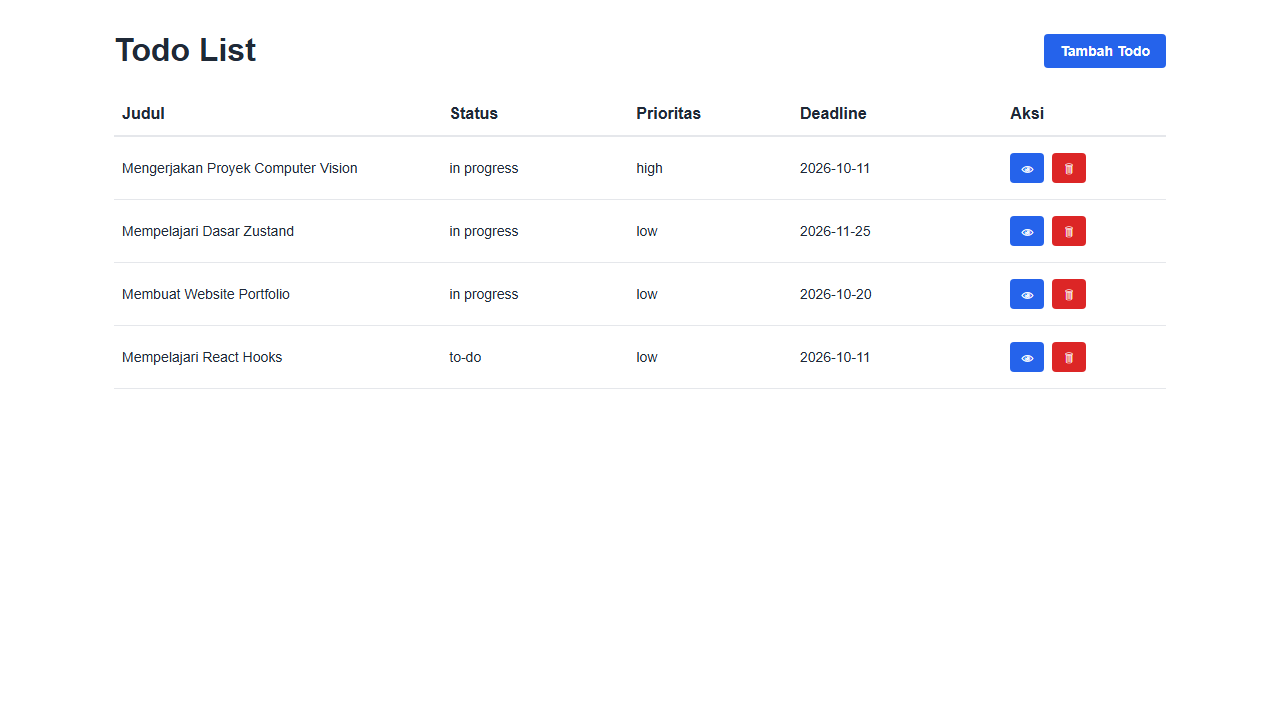 Todo List
Tambah Todo
Judul Status Prioritas Deadline Aksi
Mengerjakan Proyek Computer Vision in progress high 2026-10-11
Mempelajari Dasar Zustand in progress low 2026-11-25
Membuat Website Portfolio in progress low 2026-10-20
Mempelajari React Hooks to-do low 2026-10-11